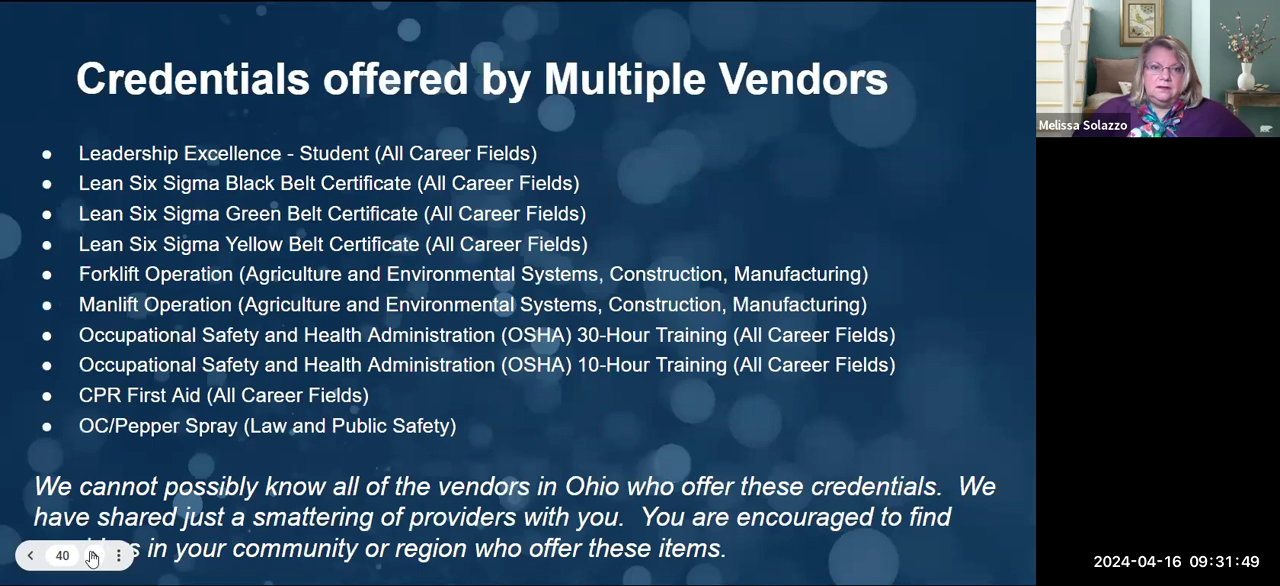 Credentials offered by Multiple Vendors
● Leadership Excellence - Student (All Career Fields)
● Lean Six Sigma Black Belt Certificate (All Career Fields)
● Lean Six Sigma Green Belt Certificate (All Career Fields)
● Lean Six Sigma Yellow Belt Certificate (All Career Fields)
● Forklift Operation (Agriculture and Environmental Systems, Construction, Manufacturing)
● Manlift Operation (Agriculture and Environmental Systems, Construction, Manufacturing)
● Occupational Safety and Health Administration (OSHA) 30-Hour Training (All Career Fields)
● Occupational Safety and Health Administration (OSHA) 10-Hour Training (All Career Fields)
● CPR First Aid (All Career Fields)
● OC/Pepper Spray (Law and Public Safety)
We cannot possibly know all of the vendors in Ohio who offer these credentials. We
have shared just a smattering of providers with you. You are encouraged to find
in your community or region who offer these items.
40
Melissa Solazzo
2024-04-16 09:31:49